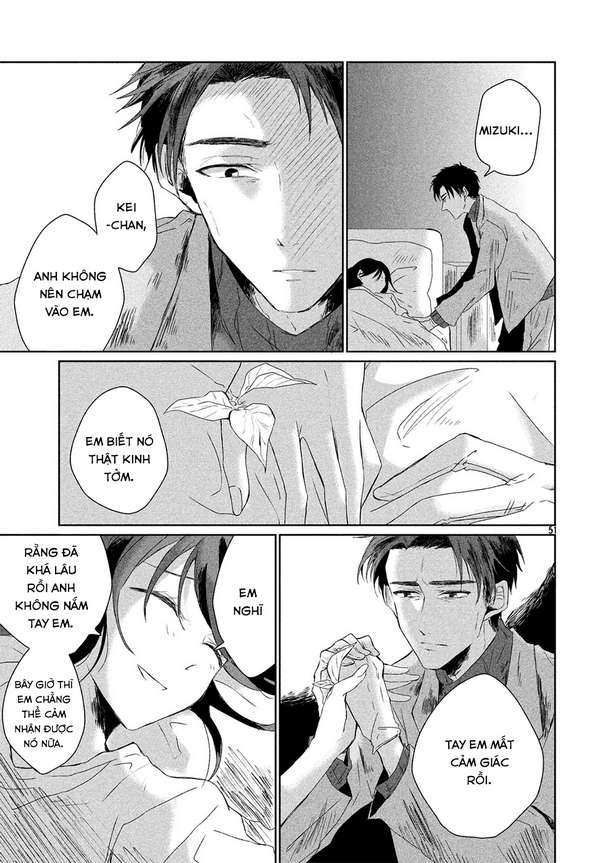 MIZUKI...
KEI
-CHAN,
ANH KHÔNG
NÊN CHẠM
VÀO EM.
EM BIẾT NÓ
THẬT KINH
TỞM.
5
TAY EM MẤT
CẢM GIÁC
RỒI.
EM
NGHĨ
RẰNG ĐÃ
KHÁ LÂU
RỒI ANH
KHÔNG NẮM
TAY EM.
BÂY GIỜ THÌ
EM CHẲNG
THỂ CẢM
NHẬN ĐƯỢC
NÓ NỮA.